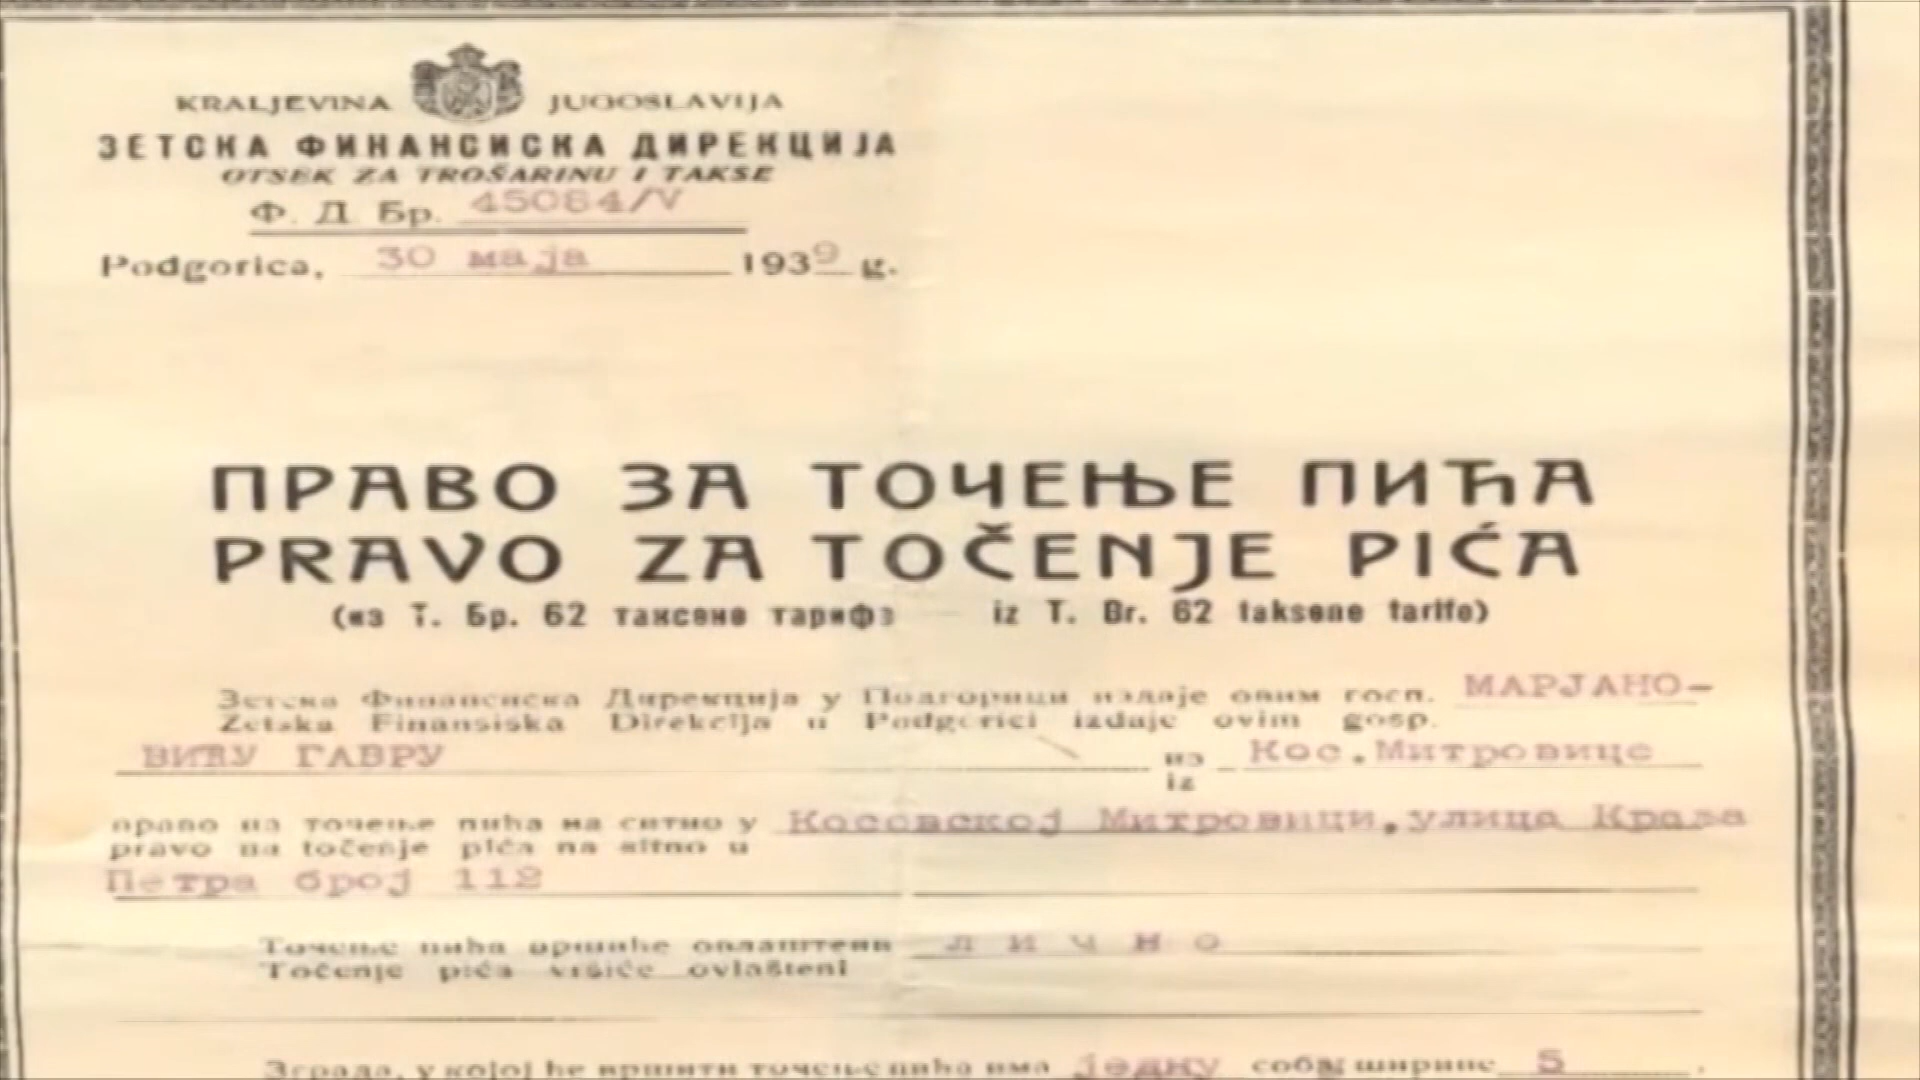 KRALJEVINA JUGOSLAVIJA
ЗЕТСКА ФИНАНСИСКА ДИРЕКЦИЈА
OTSEK ZA TROŠARINU I TAKSE
Ф. Д. Бр. 45084/V
Podgorica, 30 маја 1939 g.
ПРАВО ЗА ТОЧЕЊЕ ПИЋА
PRAVO ZA TOČENJE PIĆA
(из Т. Бр. 62 таксене тарифе iz T. Br. 62 taksene tarife)
Зетска Финансиска Дирекција у Подгорици издаје овим госп. МАРЈАНО-
Zetska Finansiska Direkcija u Podgorici izdaje ovim gosp.
ВИЋУ ГАВРУ из Кос.Митровице
iz
право на точење пића на ситно у Косовској Митровици,улица Краља
pravo na točenje pića na sitno u
Петра број 112
Точење пића вршиће овлаштени л и ч н о
Točenje pića vršiće ovlašteni
Зграда, у којој ће вршити точење пића има једну собу ширине 5